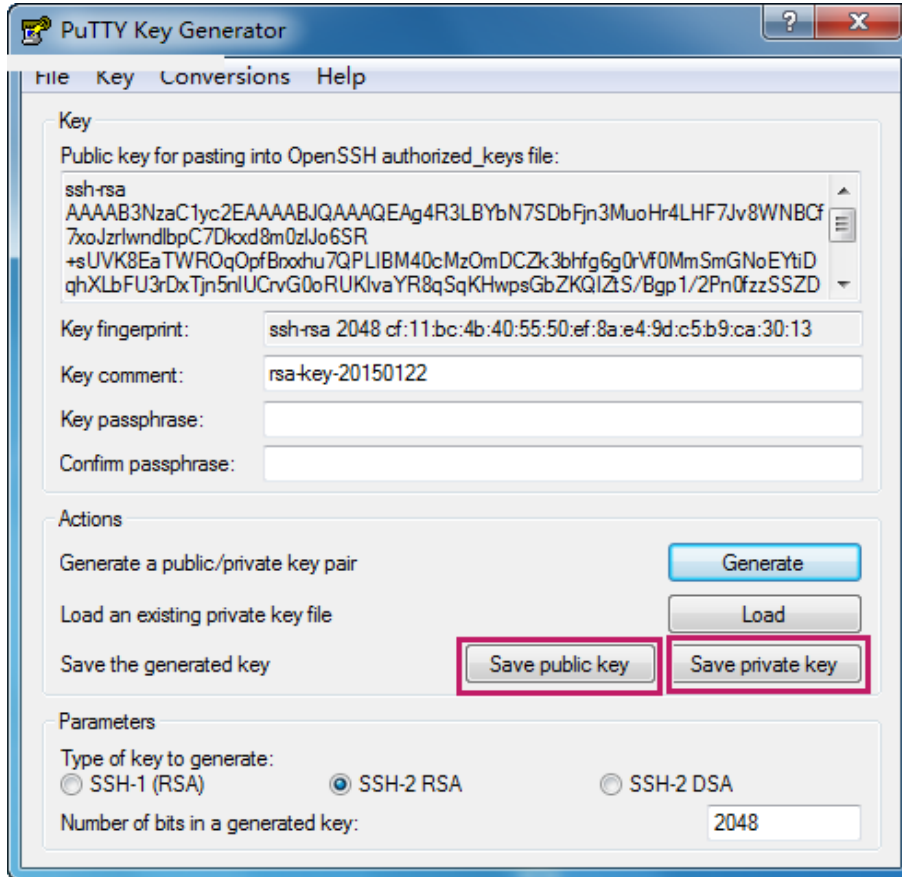 PuTTY Key Generator
File Key Conversions Help
Key
Public key for pasting into OpenSSH authorized_keys file:
ssh-rsa
AAAAB3NzaC1yc2EAAAABJQAAAQEAg4R3LBYbN7SDbFjn3MuoHr4LHF7Jv8WNBCf
7xoJzrlwndlbpC7Dkxd8m0zlJo6SR
+sUVK8EaTWROqOpfBrxxhu7QPLIBM40cMzOmDCZk3bhfg6g0rVf0MmSmGNoEYtiD
qhXLbFU3rDxTjn5nlUCrvG0oRUKlvaYR8qSqKHwpsGbZKQIZtS/Bgp1/2Pn0fzzSSZD
Key fingerprint: ssh-rsa 2048 cf:11:bc:4b:40:55:50:ef:8a:e4:9d:c5:b9:ca:30:13
Key comment: rsa-key-20150122
Key passphrase:
Confirm passphrase:
Actions
Generate a public/private key pair Generate
Load an existing private key file Load
Save the generated key Save public key Save private key
Parameters
Type of key to generate:
SSH-1 (RSA) SSH-2 RSA SSH-2 DSA
Number of bits in a generated key: 2048